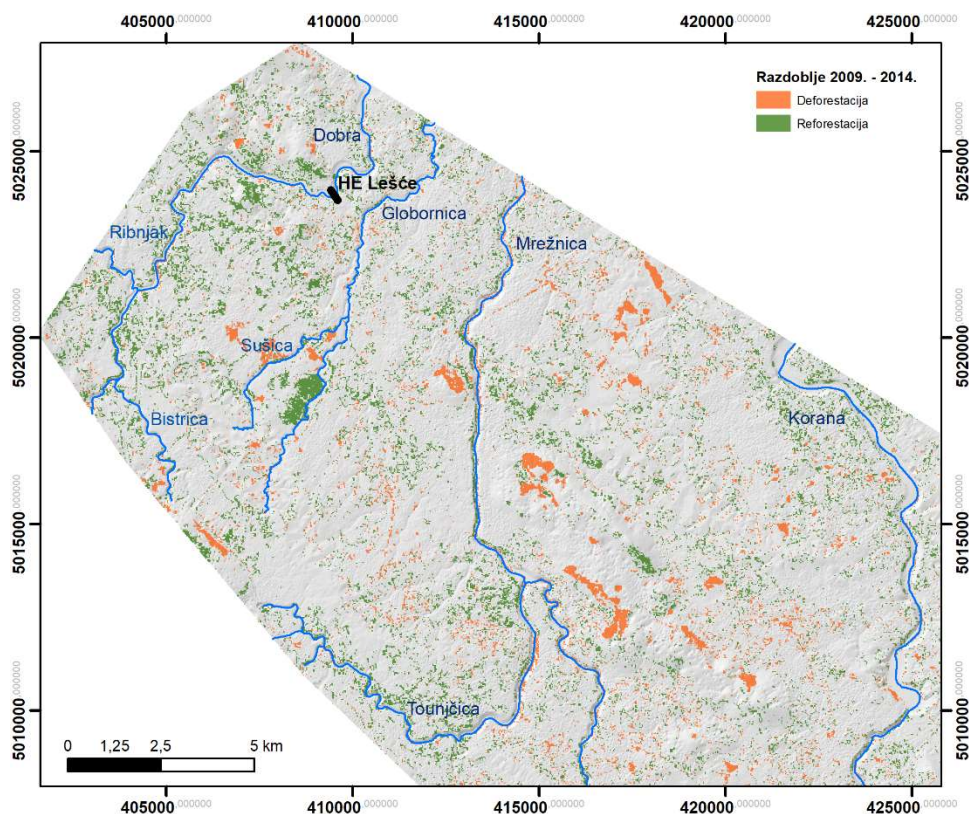 405000,000000 410000,000000 415000,000000 420000,000000 425000,000000
Razdoblje 2009. - 2014.
Deforestacija
Reforestacija
Dobra
5025000,000000 5025000,000000
HE Lešće
Globornica
Ribnjak
Mrežnica
5020000,000000 5020000,000000
Sušica
Bistrica
Korana
5015000,000000 5015000,000000
Touničica
5010000,000000 5010000,000000
0 1,25 2,5 5 km
405000,000000 410000,000000 415000,000000 420000,000000 425000,000000